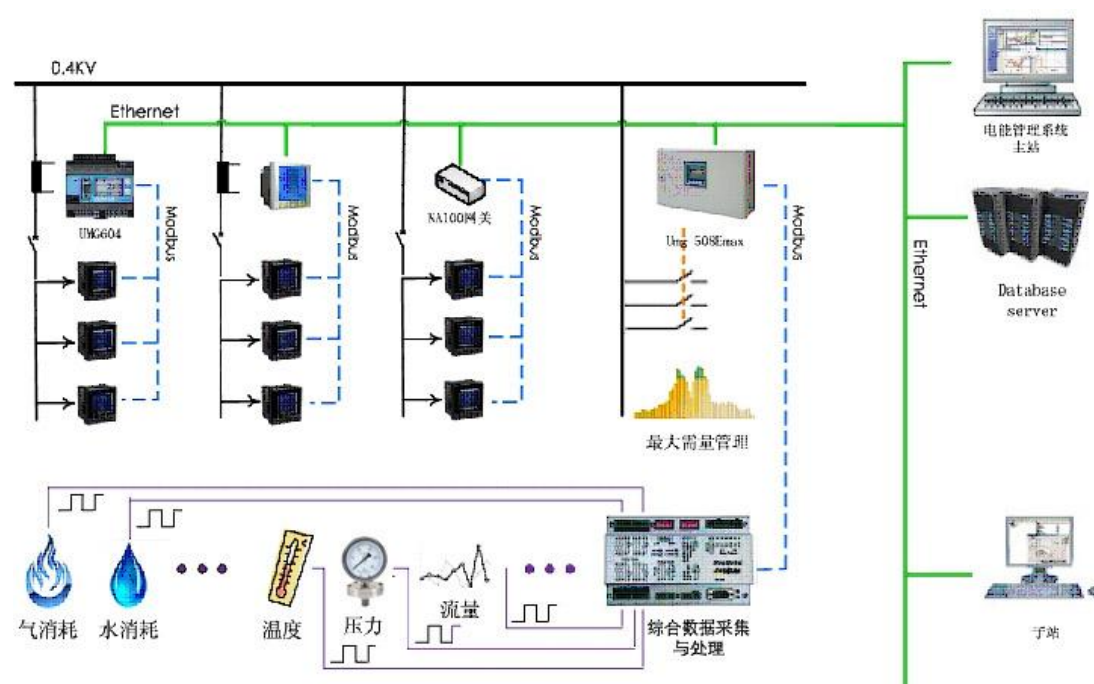 0.4KV
Ethernet
电能管理系统
主站
UMG604
Modbus
Modbus
NA100网关
Modbus
Umg 508Emax
Modbus
Ethernet
Database
server
最大需量管理
气消耗
水消耗
温度
压力
流量
综合数据采集
与处理
子站